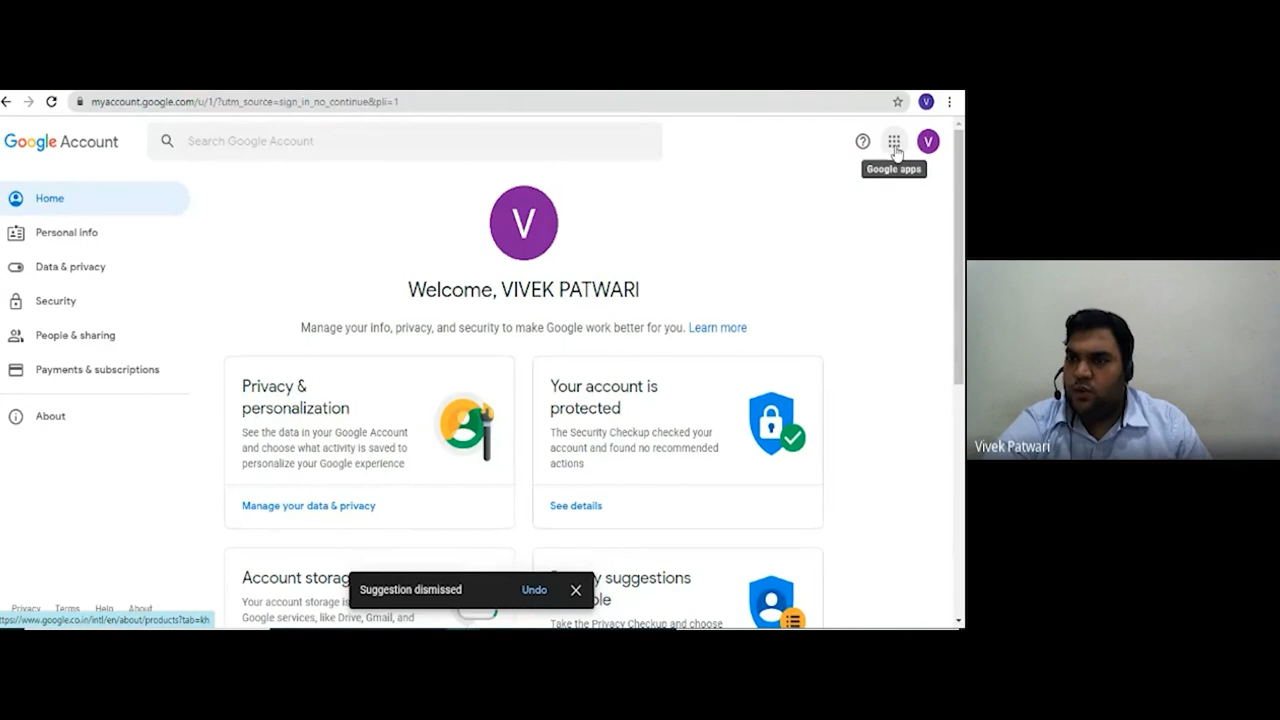 myaccount.google.com/u/1/?utm_source=sign_in_no_continue&pli=1
V
Google Account
Search Google Account
V
Google apps
Home
Personal info
Data & privacy
Security
People & sharing
Payments & subscriptions
About
V
Welcome, VIVEK PATWARI
Manage your info, privacy, and security to make Google work better for you. Learn more
Privacy &
personalization
See the data in your Google Account
and choose what activity is saved to
personalize your Google experience
Manage your data & privacy
Your account is
protected
The Security Checkup checked your
account and found no recommended
actions
See details
Account storag
Your account storage is
Google services, like Drive, Gmail, and
y suggestions
ble
Take the Privacy Checkup and choose
Suggestion dismissed
Undo
Privacy Terms Help About
ttps://www.google.co.in/intl/en/about/products?tab=kh
Vivek Patwari